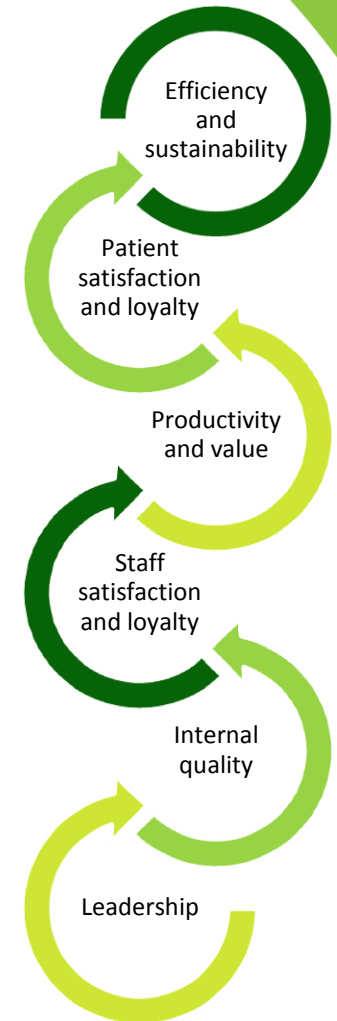 Efficiency
and
sustainability
Patient
satisfaction
and loyalty
Productivity
and value
Staff
satisfaction
and loyalty
Internal
quality
Leadership